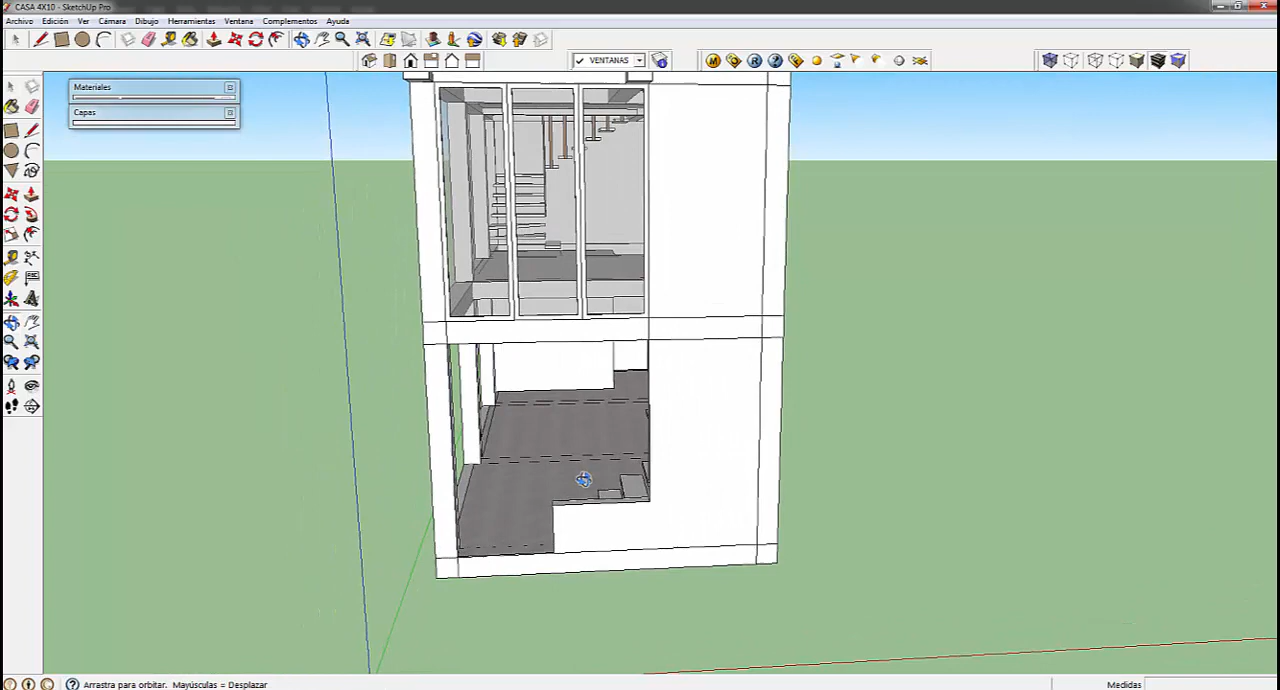 CASA 4X10 - SketchUp Pro
Archivo Edición Ver Cámara Dibujo Herramientas Ventana Complementos Ayuda
VENTANAS
Materiales
Capas
Arrastra para orbitar. Mayúsculas = Desplazar
Medidas